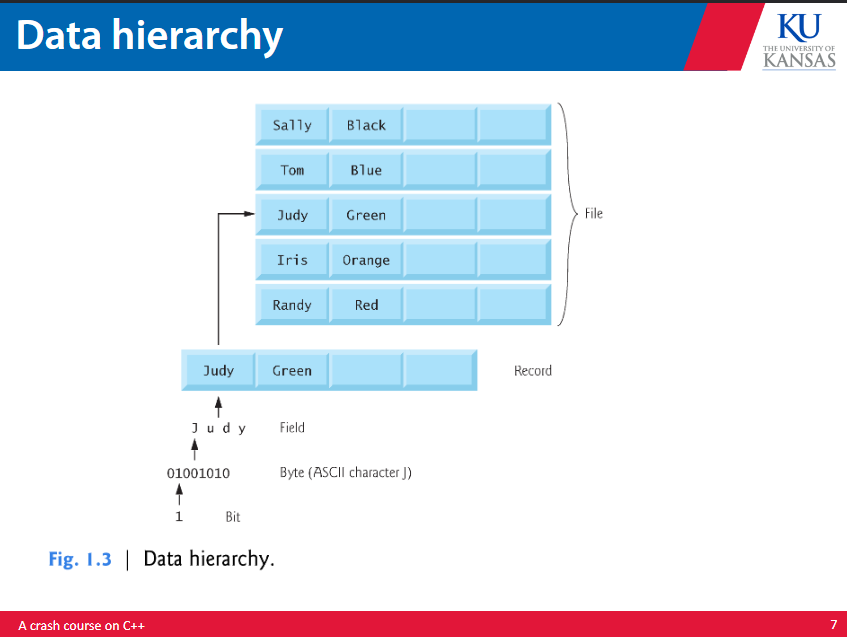 Data hierarchy
KU
THE UNIVERSITY OF
KANSAS
Sally Black
Tom Blue
Judy Green
Iris Orange
Randy Red
File
Judy Green
Record
J u d y Field
01001010 Byte (ASCII character J)
1 Bit
Fig. 1.3 | Data hierarchy.
A crash course on C++ 7